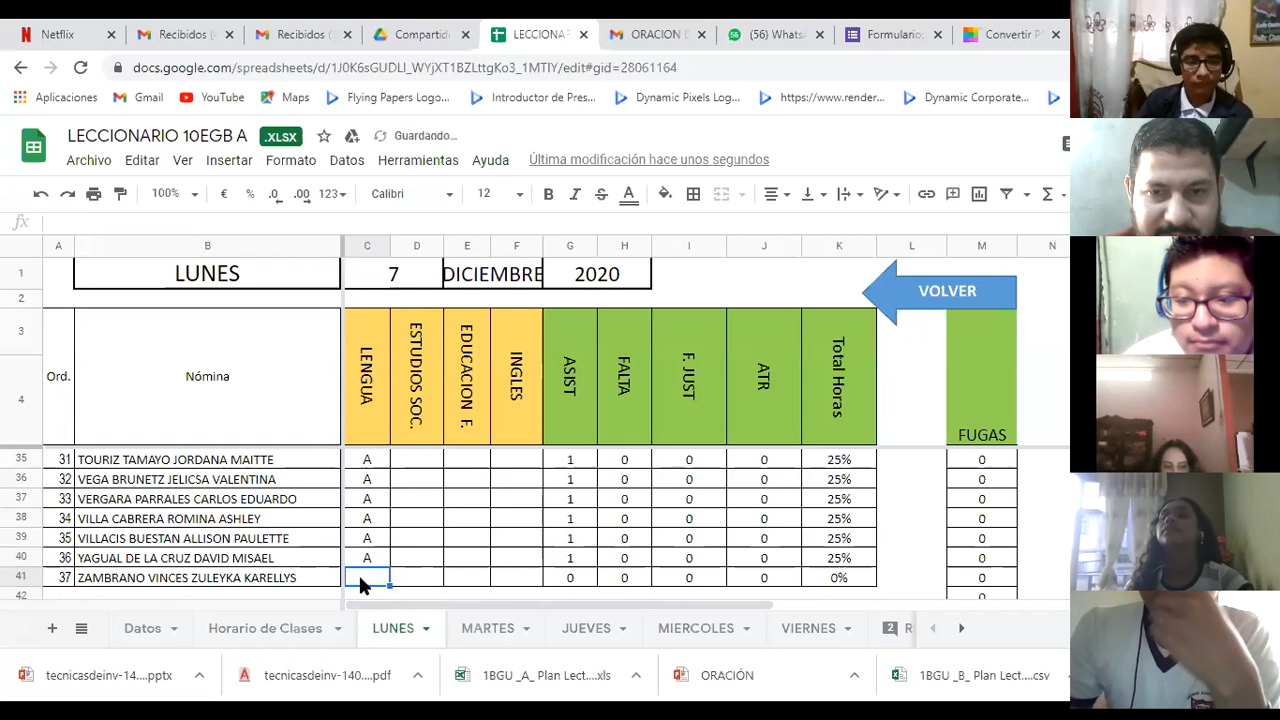 Netflix
Recibidos (
Recibidos (
Compartid
LECCIONAR
ORACION E
(56) Whats
Formulario
Convertir P
docs.google.com/spreadsheets/d/1J0K6sGUDLI_WYjXT1BZLttgKo3_1MTlY/edit#gid=28061164
Aplicaciones
Gmail
YouTube
Maps
Flying Papers Logo...
Introductor de Pres...
Dynamic Pixels Log...
https://www.render...
Dynamic Corporate...
LECCIONARIO 10EGB A
.XLSX
Guardando...
Archivo Editar Ver Insertar Formato Datos Herramientas Ayuda Última modificación hace unos segundos
100% € % .0 .00 123 Calibri 12 B I S A
fx
A B C D E F G H I J K L M N
1 LUNES 7 DICIEMBRE 2020 VOLVER
2
3
4
Ord. Nómina LENGUA ESTUDIOS SOC. EDUCACION F. INGLES ASIST FALTA F. JUST ATR Total Horas FUGAS
35 31 TOURIZ TAMAYO JORDANA MAITTE A 1 0 0 0 25% 0
36 32 VEGA BRUNETZ JELICSA VALENTINA A 1 0 0 0 25% 0
37 33 VERGARA PARRALES CARLOS EDUARDO A 1 0 0 0 25% 0
38 34 VILLA CABRERA ROMINA ASHLEY A 1 0 0 0 25% 0
39 35 VILLACIS BUESTAN ALLISON PAULETTE A 1 0 0 0 25% 0
40 36 YAGUAL DE LA CRUZ DAVID MISAEL A 1 0 0 0 25% 0
41 37 ZAMBRANO VINCES ZULEYKA KARELLYS 0 0 0 0 0% 0
42 0
Datos Horario de Clases LUNES MARTES JUEVES MIERCOLES VIERNES 2 R
tecnicasdeinv-14....pptx
tecnicasdeinv-140....pdf
1BGU _A_ Plan Lect....xls
ORACIÓN
1BGU _B_ Plan Lect....csv